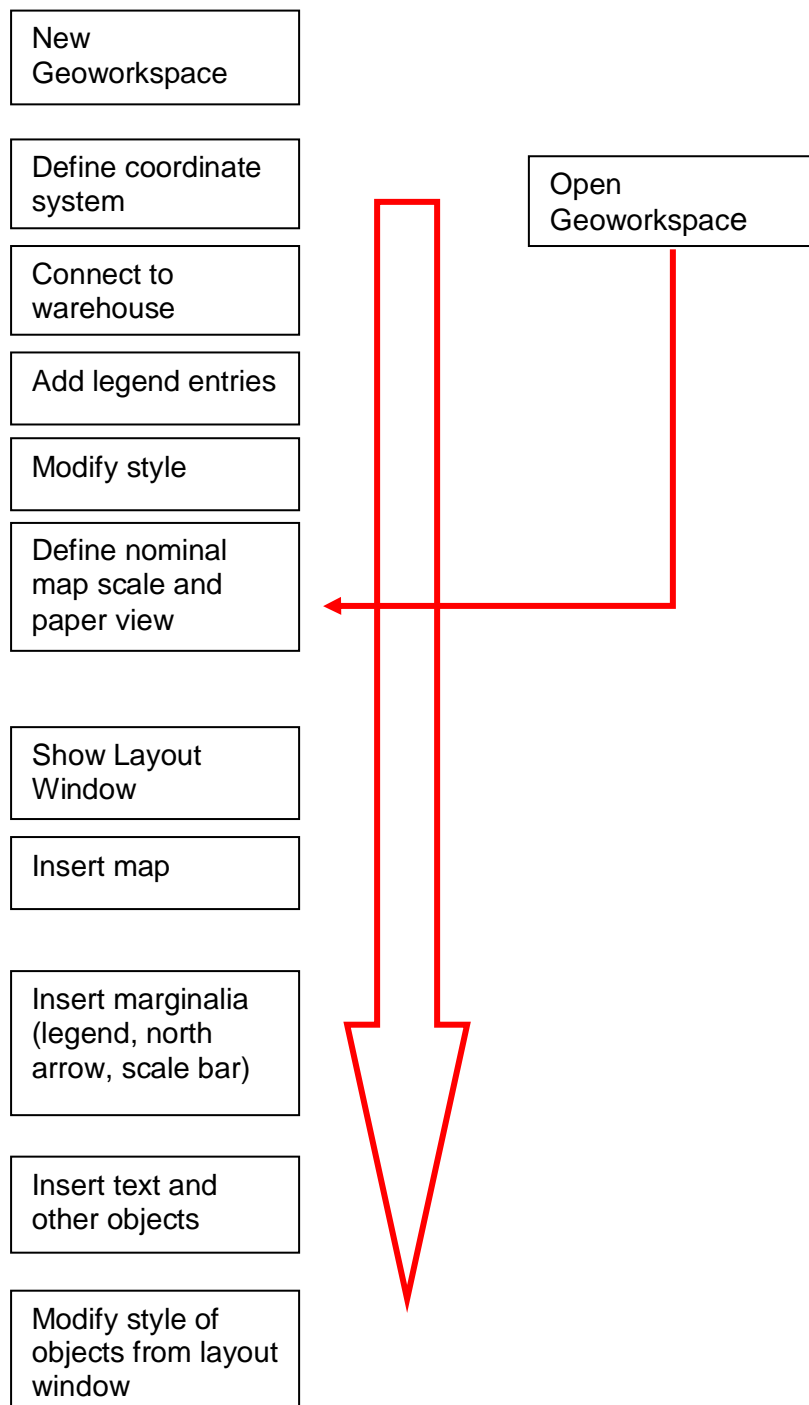 New
Geoworkspace
Define coordinate
system
Open
Geoworkspace
Connect to
warehouse
Add legend entries
Modify style
Define nominal
map scale and
paper view
Show Layout
Window
Insert map
Insert marginalia
(legend, north
arrow, scale bar)
Insert text and
other objects
Modify style of
objects from layout
window